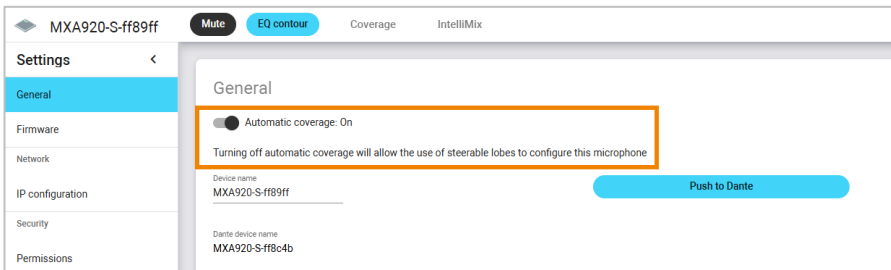 MXA920-S-ff89ff
Mute
EQ contour
Coverage
IntelliMix
Settings
General
Firmware
Network
IP configuration
Security
Permissions
General
Automatic coverage: On
Turning off automatic coverage will allow the use of steerable lobes to configure this microphone
Device name
MXA920-S-ff89ff
Push to Dante
Dante device name
MXA920-S-ff8c4b